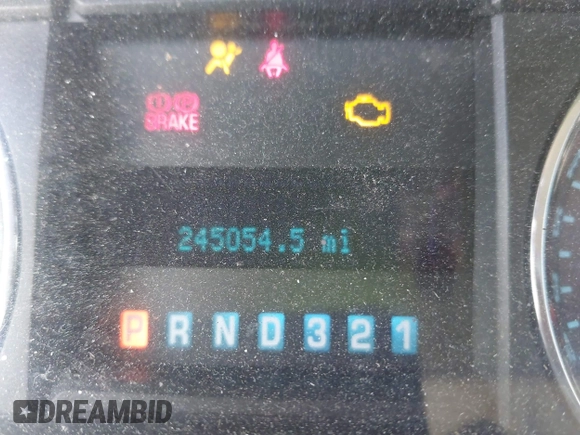 BRAKE
245054.5 mi
P R N D 3 2 1
DREAMBID